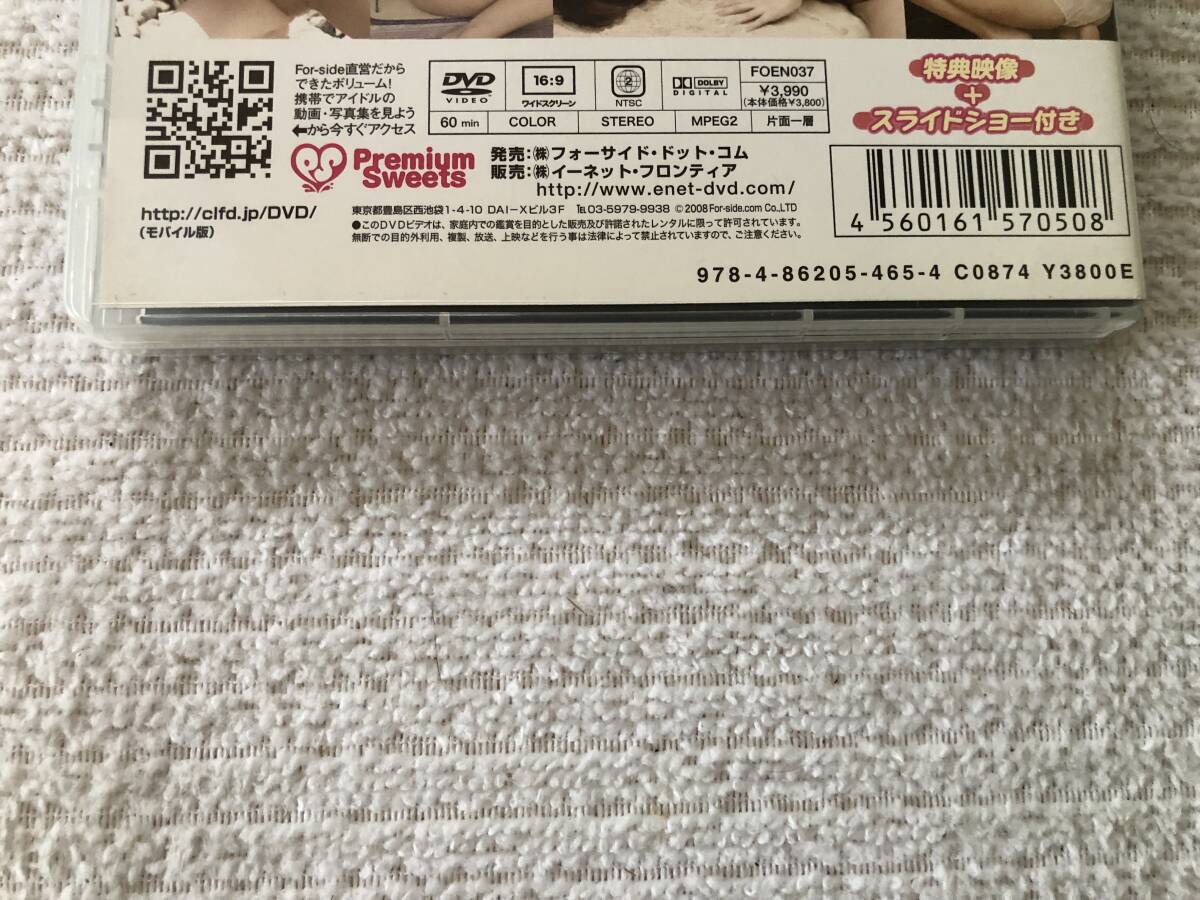 For-side直営だから
できたボリューム!
携帯でアイドルの
動画・写真集を見よう
←から今すぐアクセス
http://clfd.jp/DVD/
(モバイル版)
Premium
Sweets
DVD
VIDEO
16:9
ワイドスクリーン
2
NTSC
DOLBY
DIGITAL
FOEN037
¥3,990
(本体価格¥3,800)
60 min COLOR STEREO MPEG2 片面一層
発売:㈱フォーサイド・ドット・コム
販売:㈱イーネット・フロンティア
http://www.enet-dvd.com/
東京都豊島区西池袋1-4-10 DAI-Xビル3F ℡03-5979-9938 ©2008For-side.com Co.,LTD
●このDVDビデオは、家庭内での鑑賞を目的とした販売及び許諾されたレンタルに限って許可されています。
無断での目的外利用、複製、放送、上映などを行う事は法律によって禁止されていますので、ご注意ください。
特典映像
+
スライドショー付き
4 560161 570508
978-4-86205-465-4 C0874 Y3800E